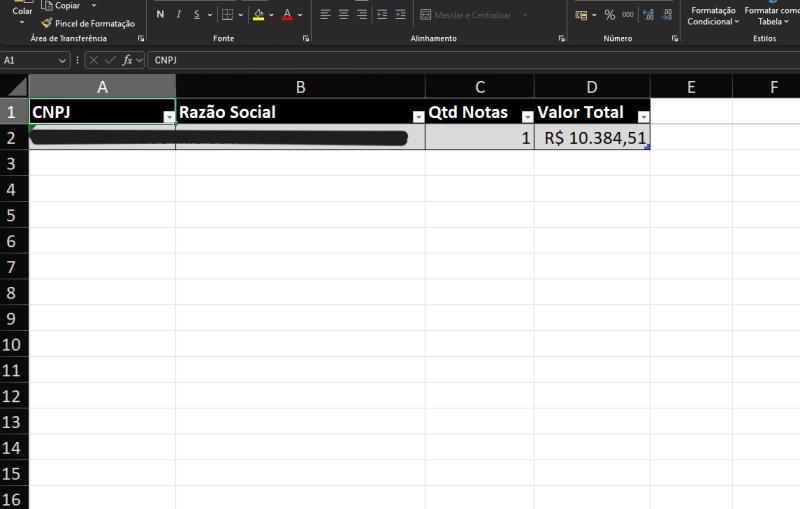 Colar
Copiar
Pincel de Formatação
Área de Transferência
N I S A
Fonte
Mesclar e Centralizar
Alinhamento
% 000
Número
Formatação Condicional
Formatar como Tabela
Estilos
A1 fx CNPJ
A B C D E F
1 CNPJ Razão Social Qtd Notas Valor Total
2 1 R$ 10.384,51
3
4
5
6
7
8
9
10
11
12
13
14
15
16